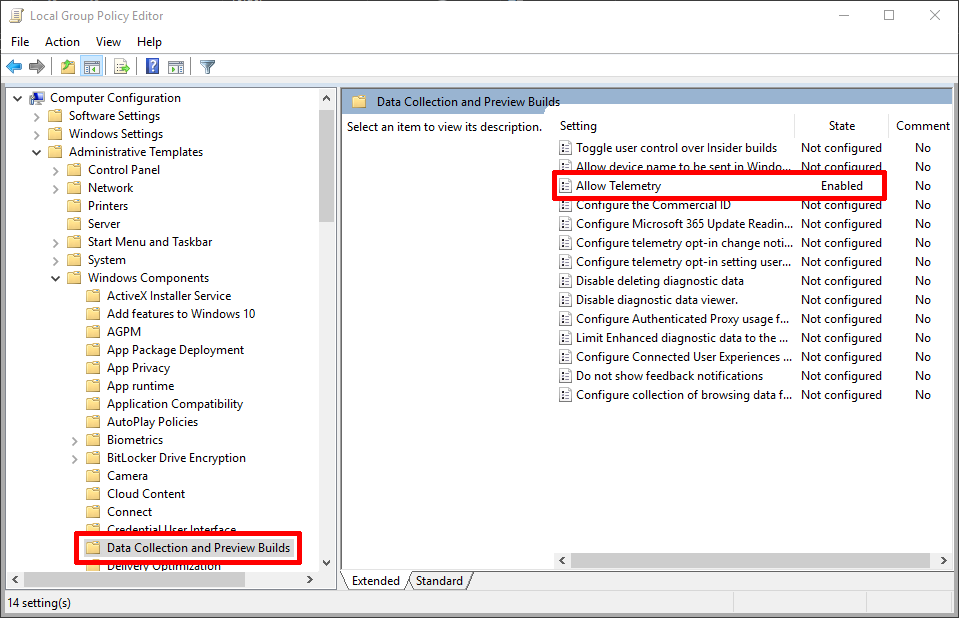 Local Group Policy Editor
File Action View Help
Computer Configuration
Software Settings
Windows Settings
Administrative Templates
Control Panel
Network
Printers
Server
Start Menu and Taskbar
System
Windows Components
ActiveX Installer Service
Add features to Windows 10
AGPM
App Package Deployment
App Privacy
App runtime
Application Compatibility
AutoPlay Policies
Biometrics
BitLocker Drive Encryption
Camera
Cloud Content
Connect
Credential User Interface
Data Collection and Preview Builds
Delivery Optimization
Data Collection and Preview Builds
Select an item to view its description.
Setting State Comment
Toggle user control over Insider builds Not configured No
Allow device name to be sent in Windo... Not configured No
Allow Telemetry Enabled No
Configure the Commercial ID Not configured No
Configure Microsoft 365 Update Readin... Not configured No
Configure telemetry opt-in change noti... Not configured No
Configure telemetry opt-in setting user... Not configured No
Disable deleting diagnostic data Not configured No
Disable diagnostic data viewer. Not configured No
Configure Authenticated Proxy usage f... Not configured No
Limit Enhanced diagnostic data to the ... Not configured No
Configure Connected User Experiences ... Not configured No
Do not show feedback notifications Not configured No
Configure collection of browsing data f... Not configured No
Extended Standard
14 setting(s)